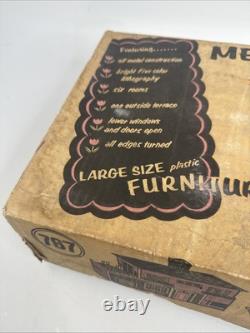 Featuring.......
all metal construction
bright five color
lithography
six rooms
one outside terrace
lower windows
and doors open
all edges turned
LARGE SIZE plastic
FURNITUR
ME
767